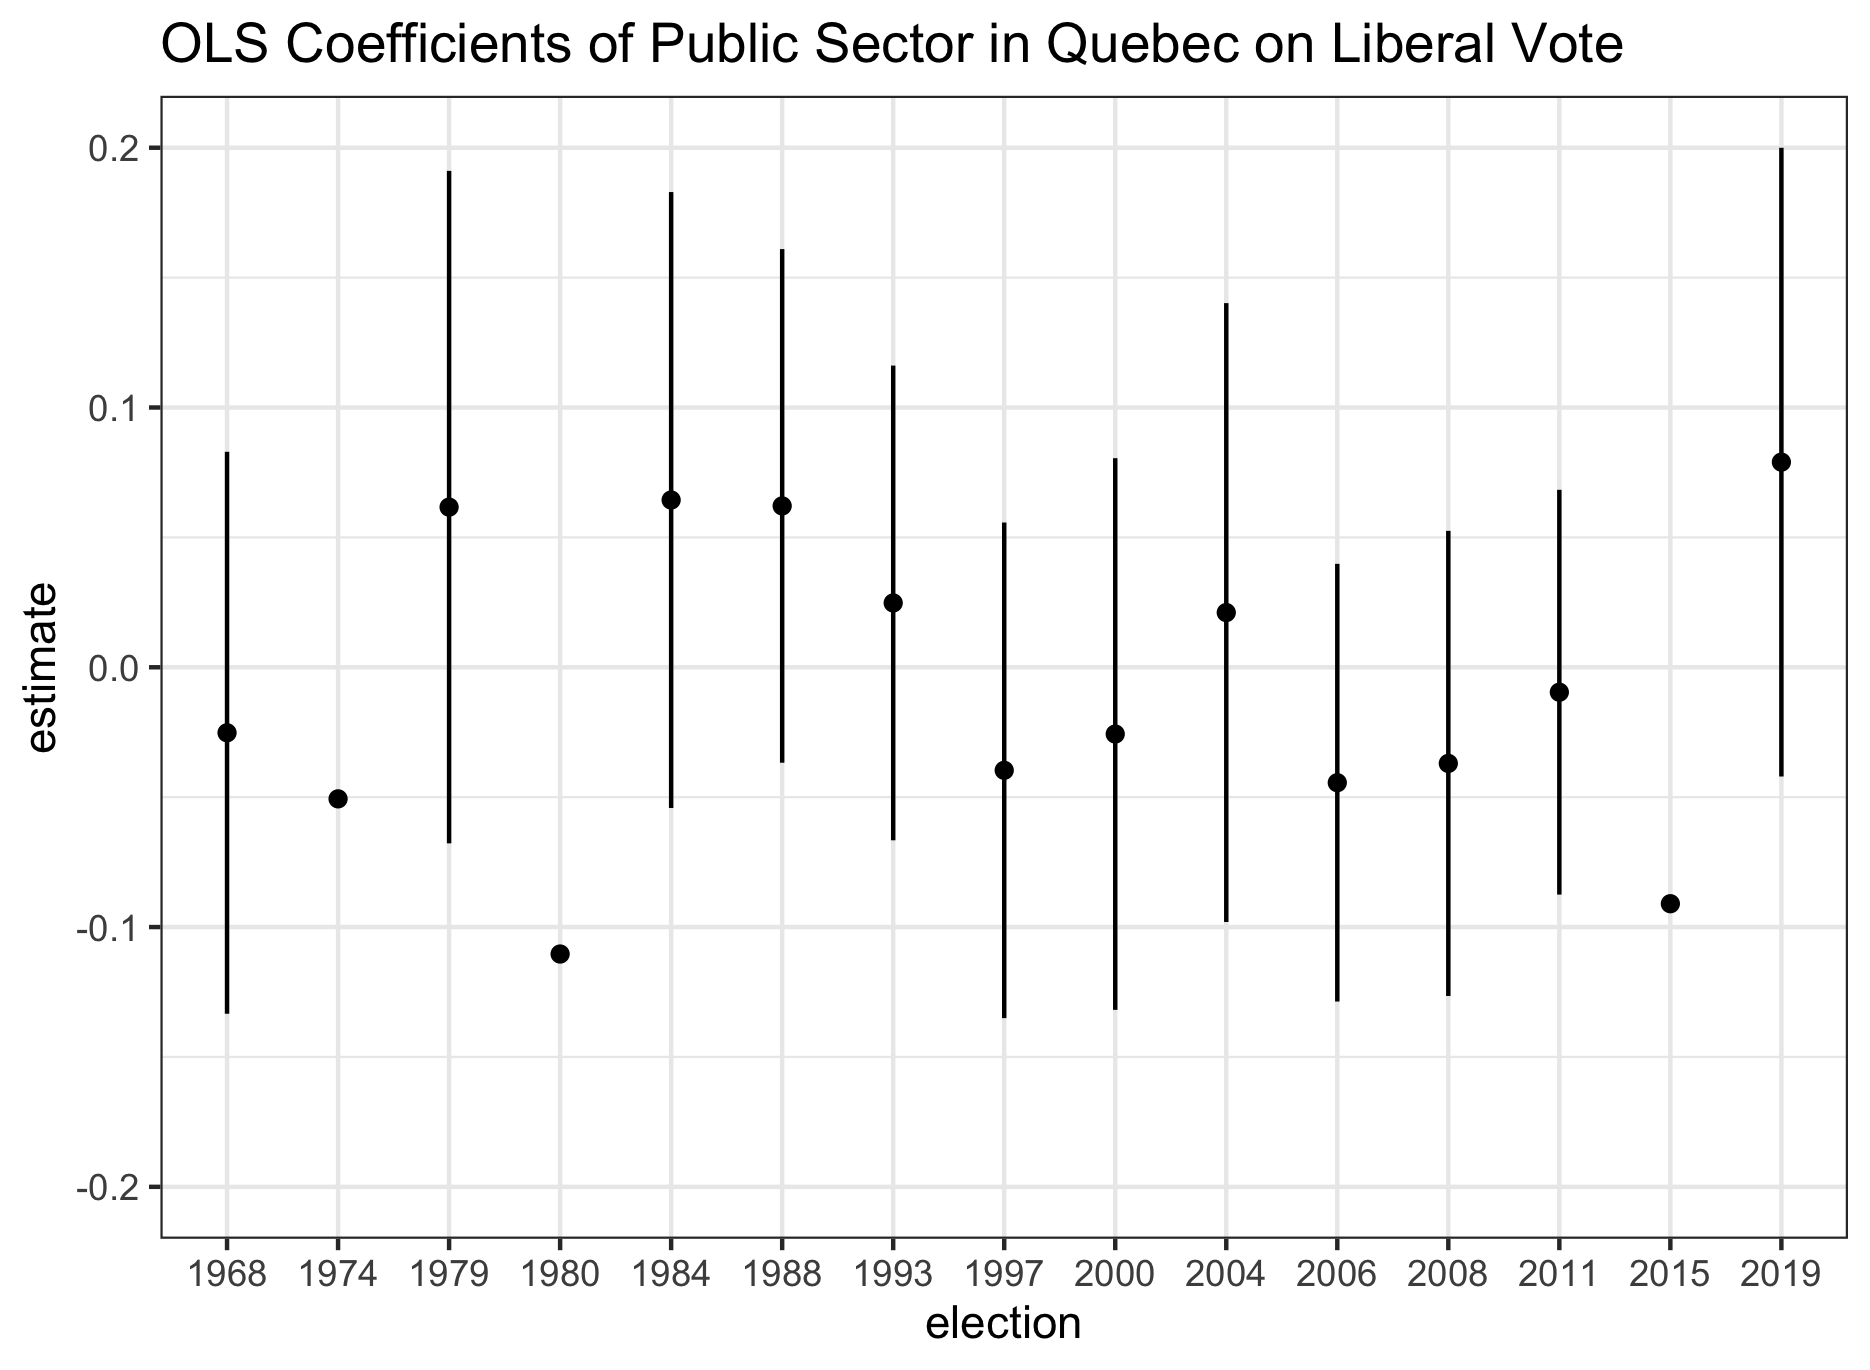 OLS Coefficients of Public Sector in Quebec on Liberal Vote
0.2
0.1
0.0
-0.1
-0.2
estimate
1968 1974 1979 1980 1984 1988 1993 1997 2000 2004 2006 2008 2011 2015 2019
election